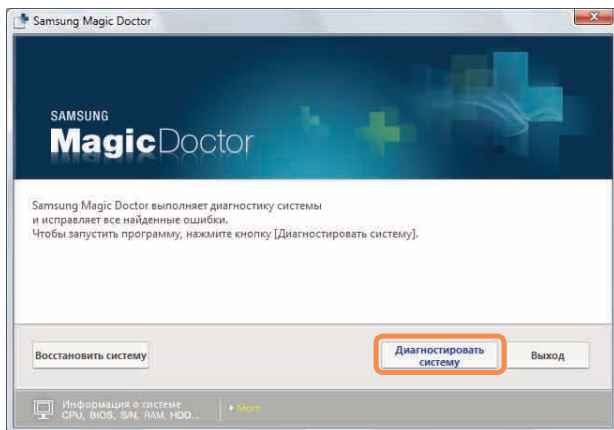 Samsung Magic Doctor
SAMSUNG
MagicDoctor
Samsung Magic Doctor выполняет диагностику системы
и исправляет все найденные ошибки.
Чтобы запустить программу, нажмите кнопку [Диагностировать систему].
Восстановить систему
Диагностировать
систему
Выход
Информация о системе
CPU, BIOS, S/N, RAM, HDD...
More